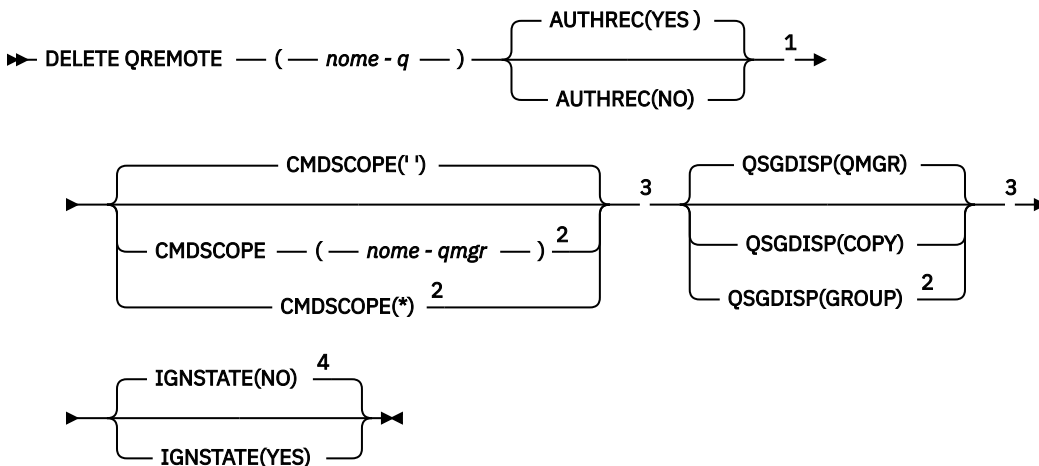 AUTHREC(YES )
DELETE QREMOTE ( nome - q ) 1
AUTHREC(NO)
CMDSCOPE(' ') QSGDISP(QMGR)
3 3
CMDSCOPE ( nome - qmgr ) 2 QSGDISP(COPY)
CMDSCOPE(*) 2 QSGDISP(GROUP) 2
IGNSTATE(NO) 4
IGNSTATE(YES)